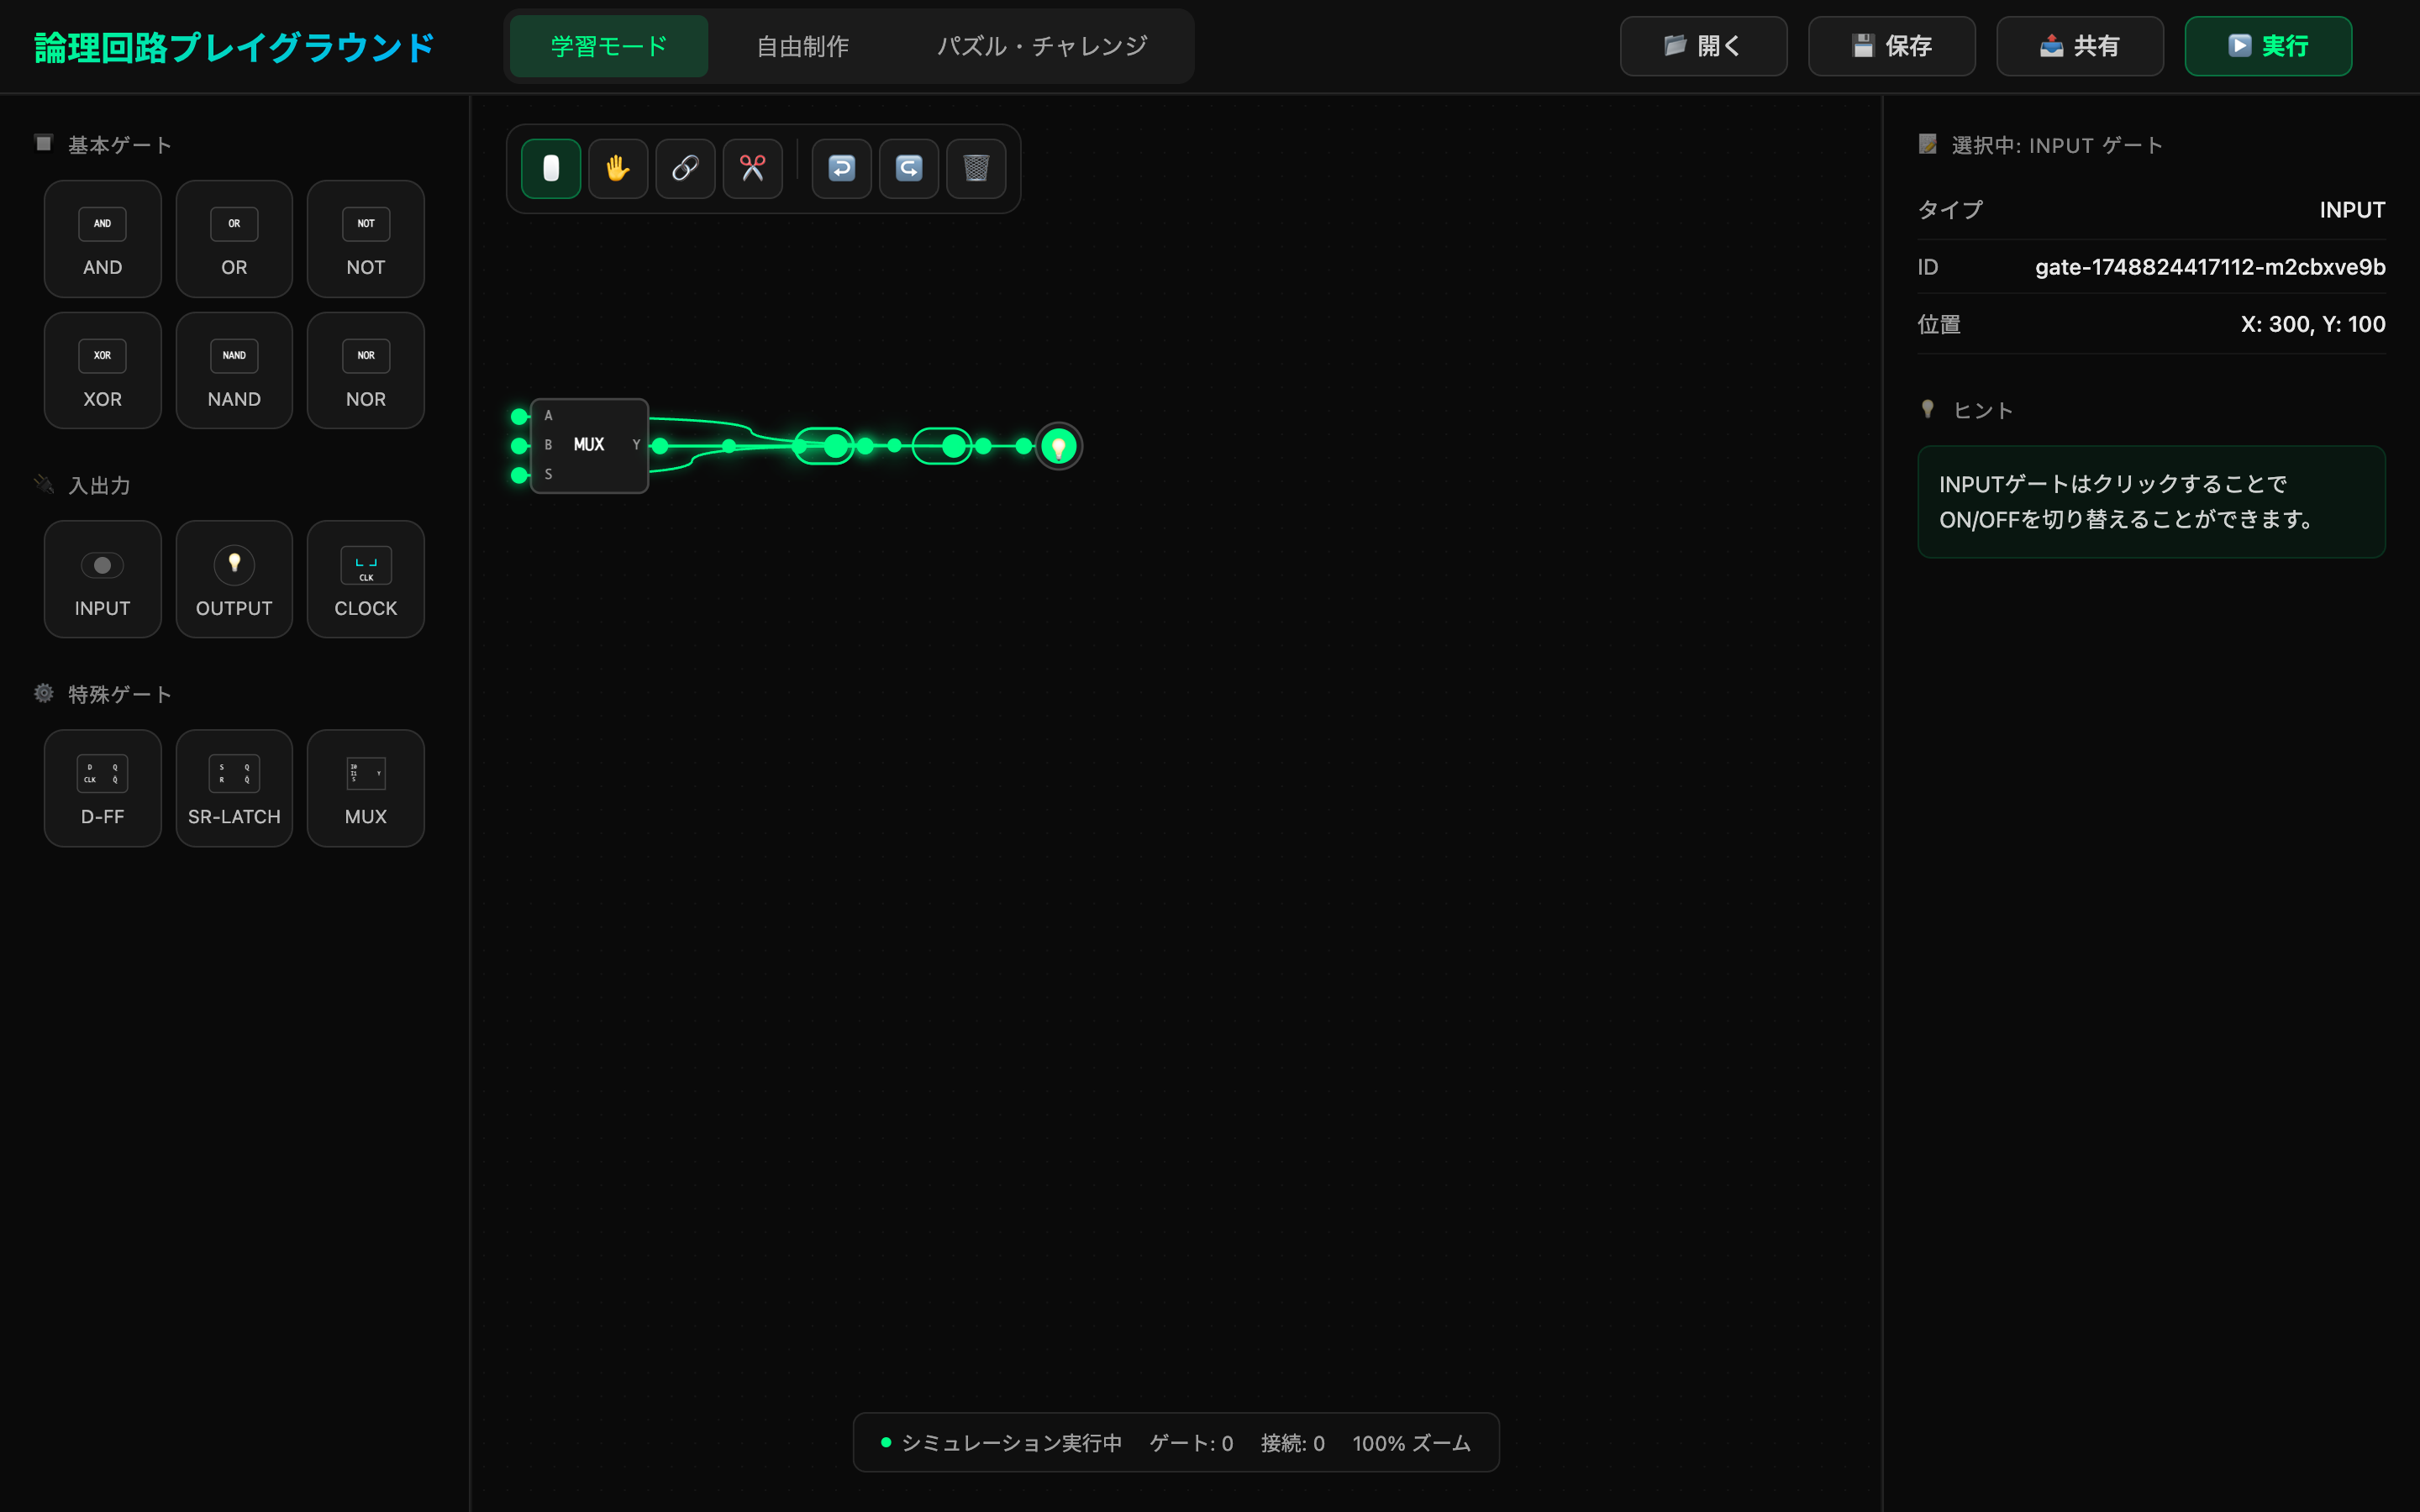 論理回路プレイグラウンド
学習モード
自由制作
パズル・チャレンジ
開く
保存
共有
実行
基本ゲート
AND
AND
OR
OR
NOT
NOT
XOR
XOR
NAND
NAND
NOR
NOR
入出力
INPUT
OUTPUT
CLK
CLOCK
特殊ゲート
D Q
CLK Q̄
D-FF
S Q
R Q̄
SR-LATCH
I0
I1 Y
S
MUX
A
B MUX Y
S
選択中: INPUT ゲート
タイプ INPUT
ID gate-1748824417112-m2cbxve9b
位置 X: 300, Y: 100
ヒント
INPUTゲートはクリックすることで
ON/OFFを切り替えることができます。
シミュレーション実行中 ゲート: 0 接続: 0 100% ズーム